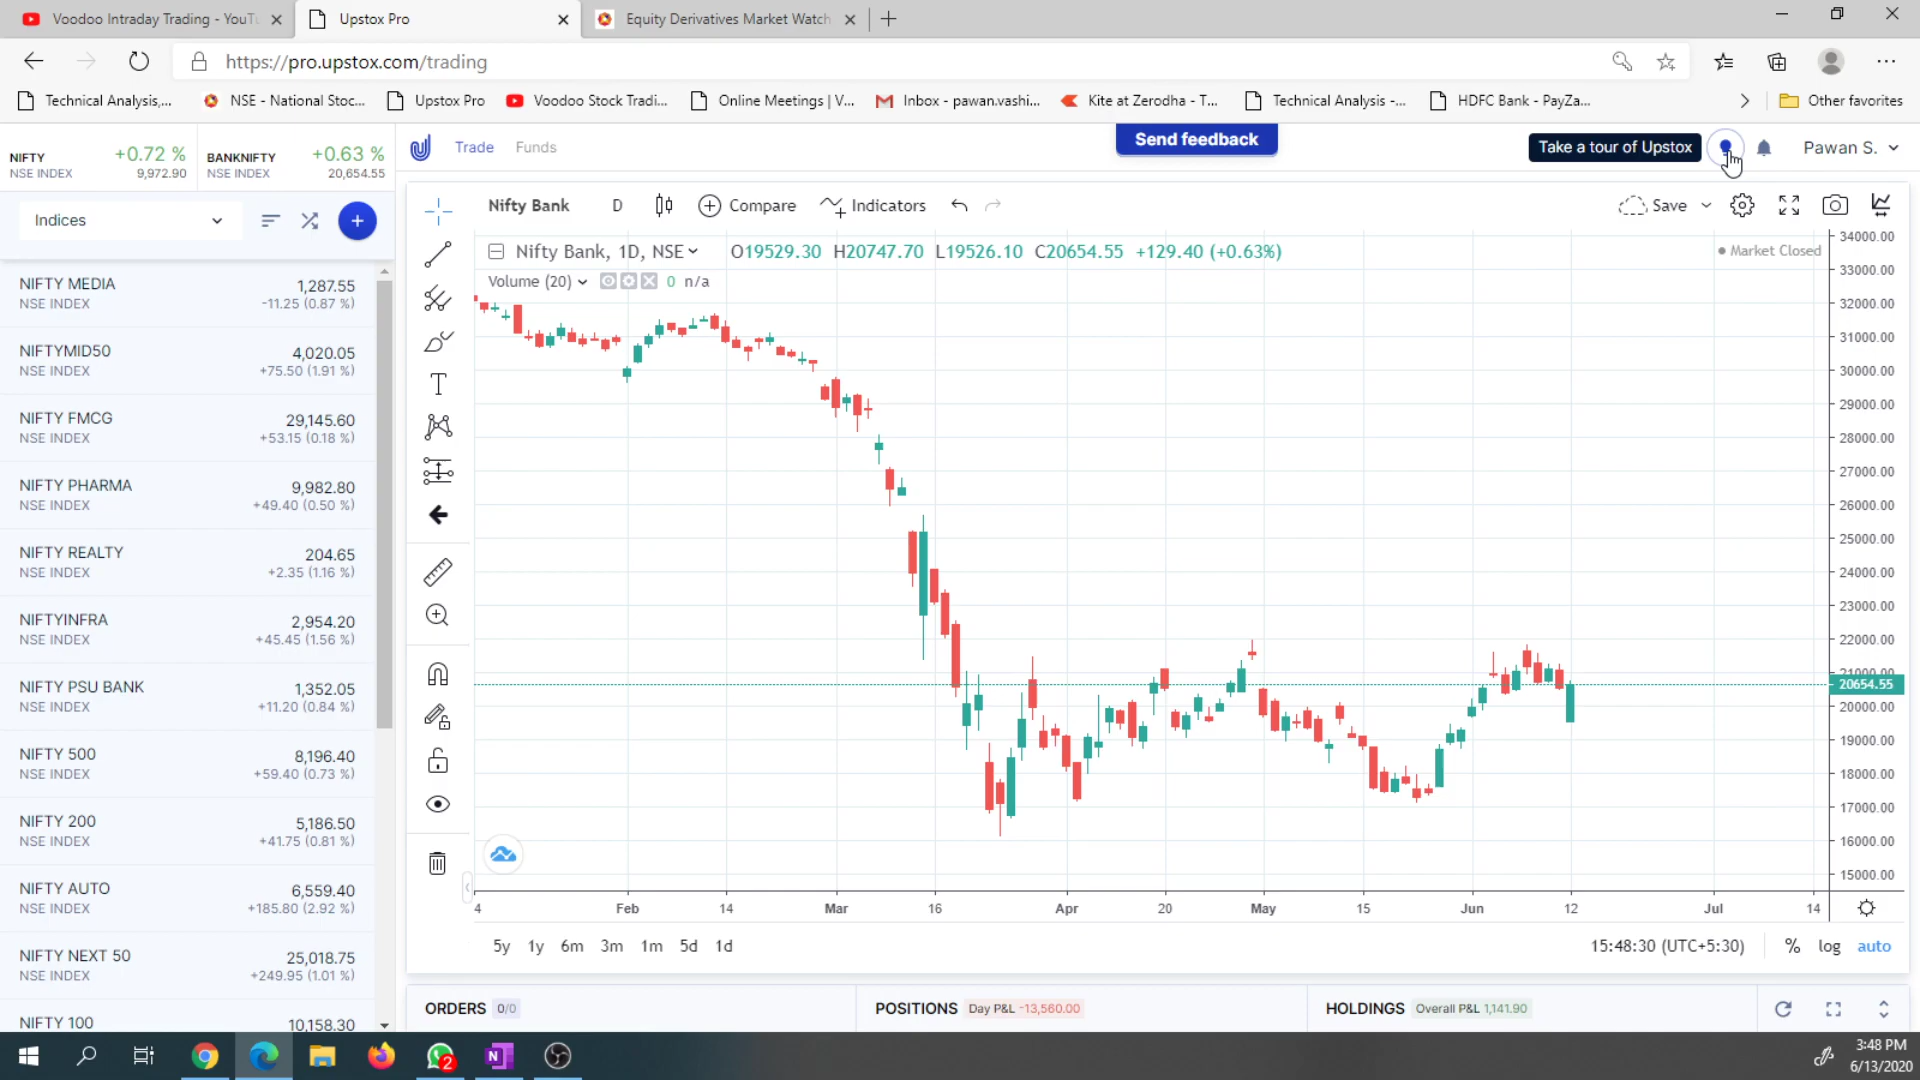 Voodoo Intraday Trading - YouTu
Upstox Pro
Equity Derivatives Market Watch
https://pro.upstox.com/trading
Technical Analysis,...
NSE - National Stoc...
Upstox Pro
Voodoo Stock Tradi...
Online Meetings | V...
Inbox - pawan.vashi...
Kite at Zerodha - T...
Technical Analysis -...
HDFC Bank - PayZa...
Other favorites
NIFTY +0.72 %
NSE INDEX 9,972.90
BANKNIFTY +0.63 %
NSE INDEX 20,654.55
Trade Funds
Send feedback
Take a tour of Upstox
Pawan S.
Indices
NIFTY MEDIA 1,287.55
NSE INDEX -11.25 (0.87 %)
NIFTYMID50 4,020.05
NSE INDEX +75.50 (1.91 %)
NIFTY FMCG 29,145.60
NSE INDEX +53.15 (0.18 %)
NIFTY PHARMA 9,982.80
NSE INDEX +49.40 (0.50 %)
NIFTY REALTY 204.65
NSE INDEX +2.35 (1.16 %)
NIFTYINFRA 2,954.20
NSE INDEX +45.45 (1.56 %)
NIFTY PSU BANK 1,352.05
NSE INDEX +11.20 (0.84 %)
NIFTY 500 8,196.40
NSE INDEX +59.40 (0.73 %)
NIFTY 200 5,186.50
NSE INDEX +41.75 (0.81 %)
NIFTY AUTO 6,559.40
NSE INDEX +185.80 (2.92 %)
NIFTY NEXT 50 25,018.75
NSE INDEX +249.95 (1.01 %)
NIFTY 100 10,158.30
Nifty Bank D Compare Indicators Save
Nifty Bank, 1D, NSE O19529.30 H20747.70 L19526.10 C20654.55 +129.40 (+0.63%)
Market Closed
Volume (20) 0 n/a
34000.00
33000.00
32000.00
31000.00
30000.00
29000.00
28000.00
27000.00
26000.00
25000.00
24000.00
23000.00
22000.00
21000.00
20654.55
20000.00
19000.00
18000.00
17000.00
16000.00
15000.00
4 Feb 14 Mar 16 Apr 20 May 15 Jun 12 Jul 14
5y 1y 6m 3m 1m 5d 1d
15:48:30 (UTC+5:30) % log auto
ORDERS 0/0
POSITIONS Day P&L -13,560.00
HOLDINGS Overall P&L 1,141.90
2
N
3:48 PM
6/13/2020